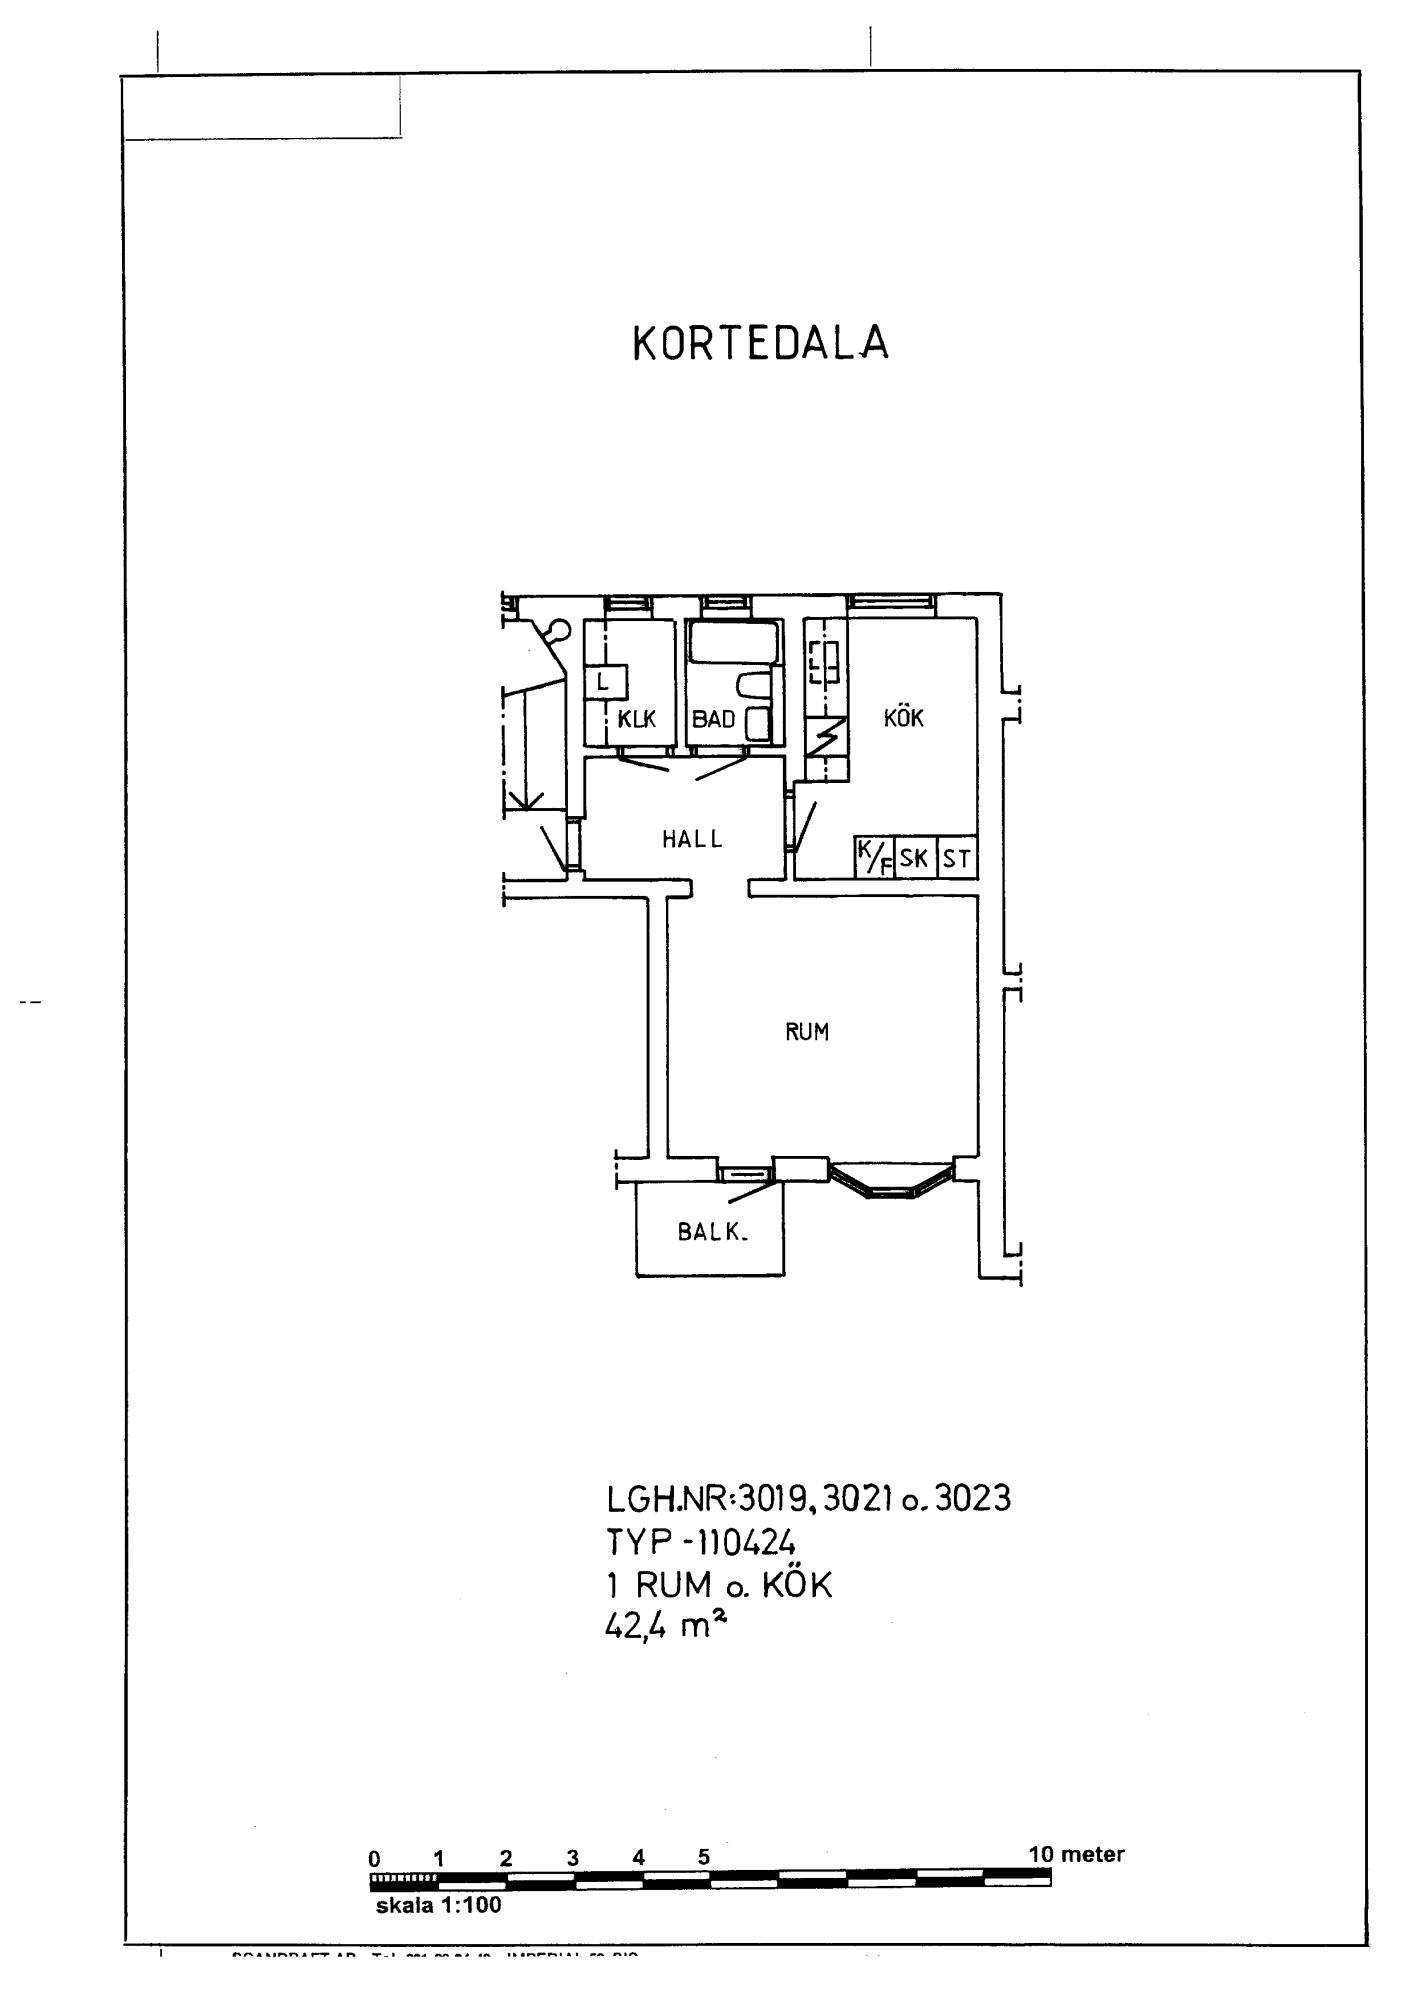 KORTEDALA
L
KLK
BAD
KÖK
HALL
K/F SK ST
RUM
BALK.
LGH.NR:3019, 3021 o. 3023
TYP -110424
1 RUM o. KÖK
42,4 m²
0 1 2 3 4 5 10 meter
skala 1:100